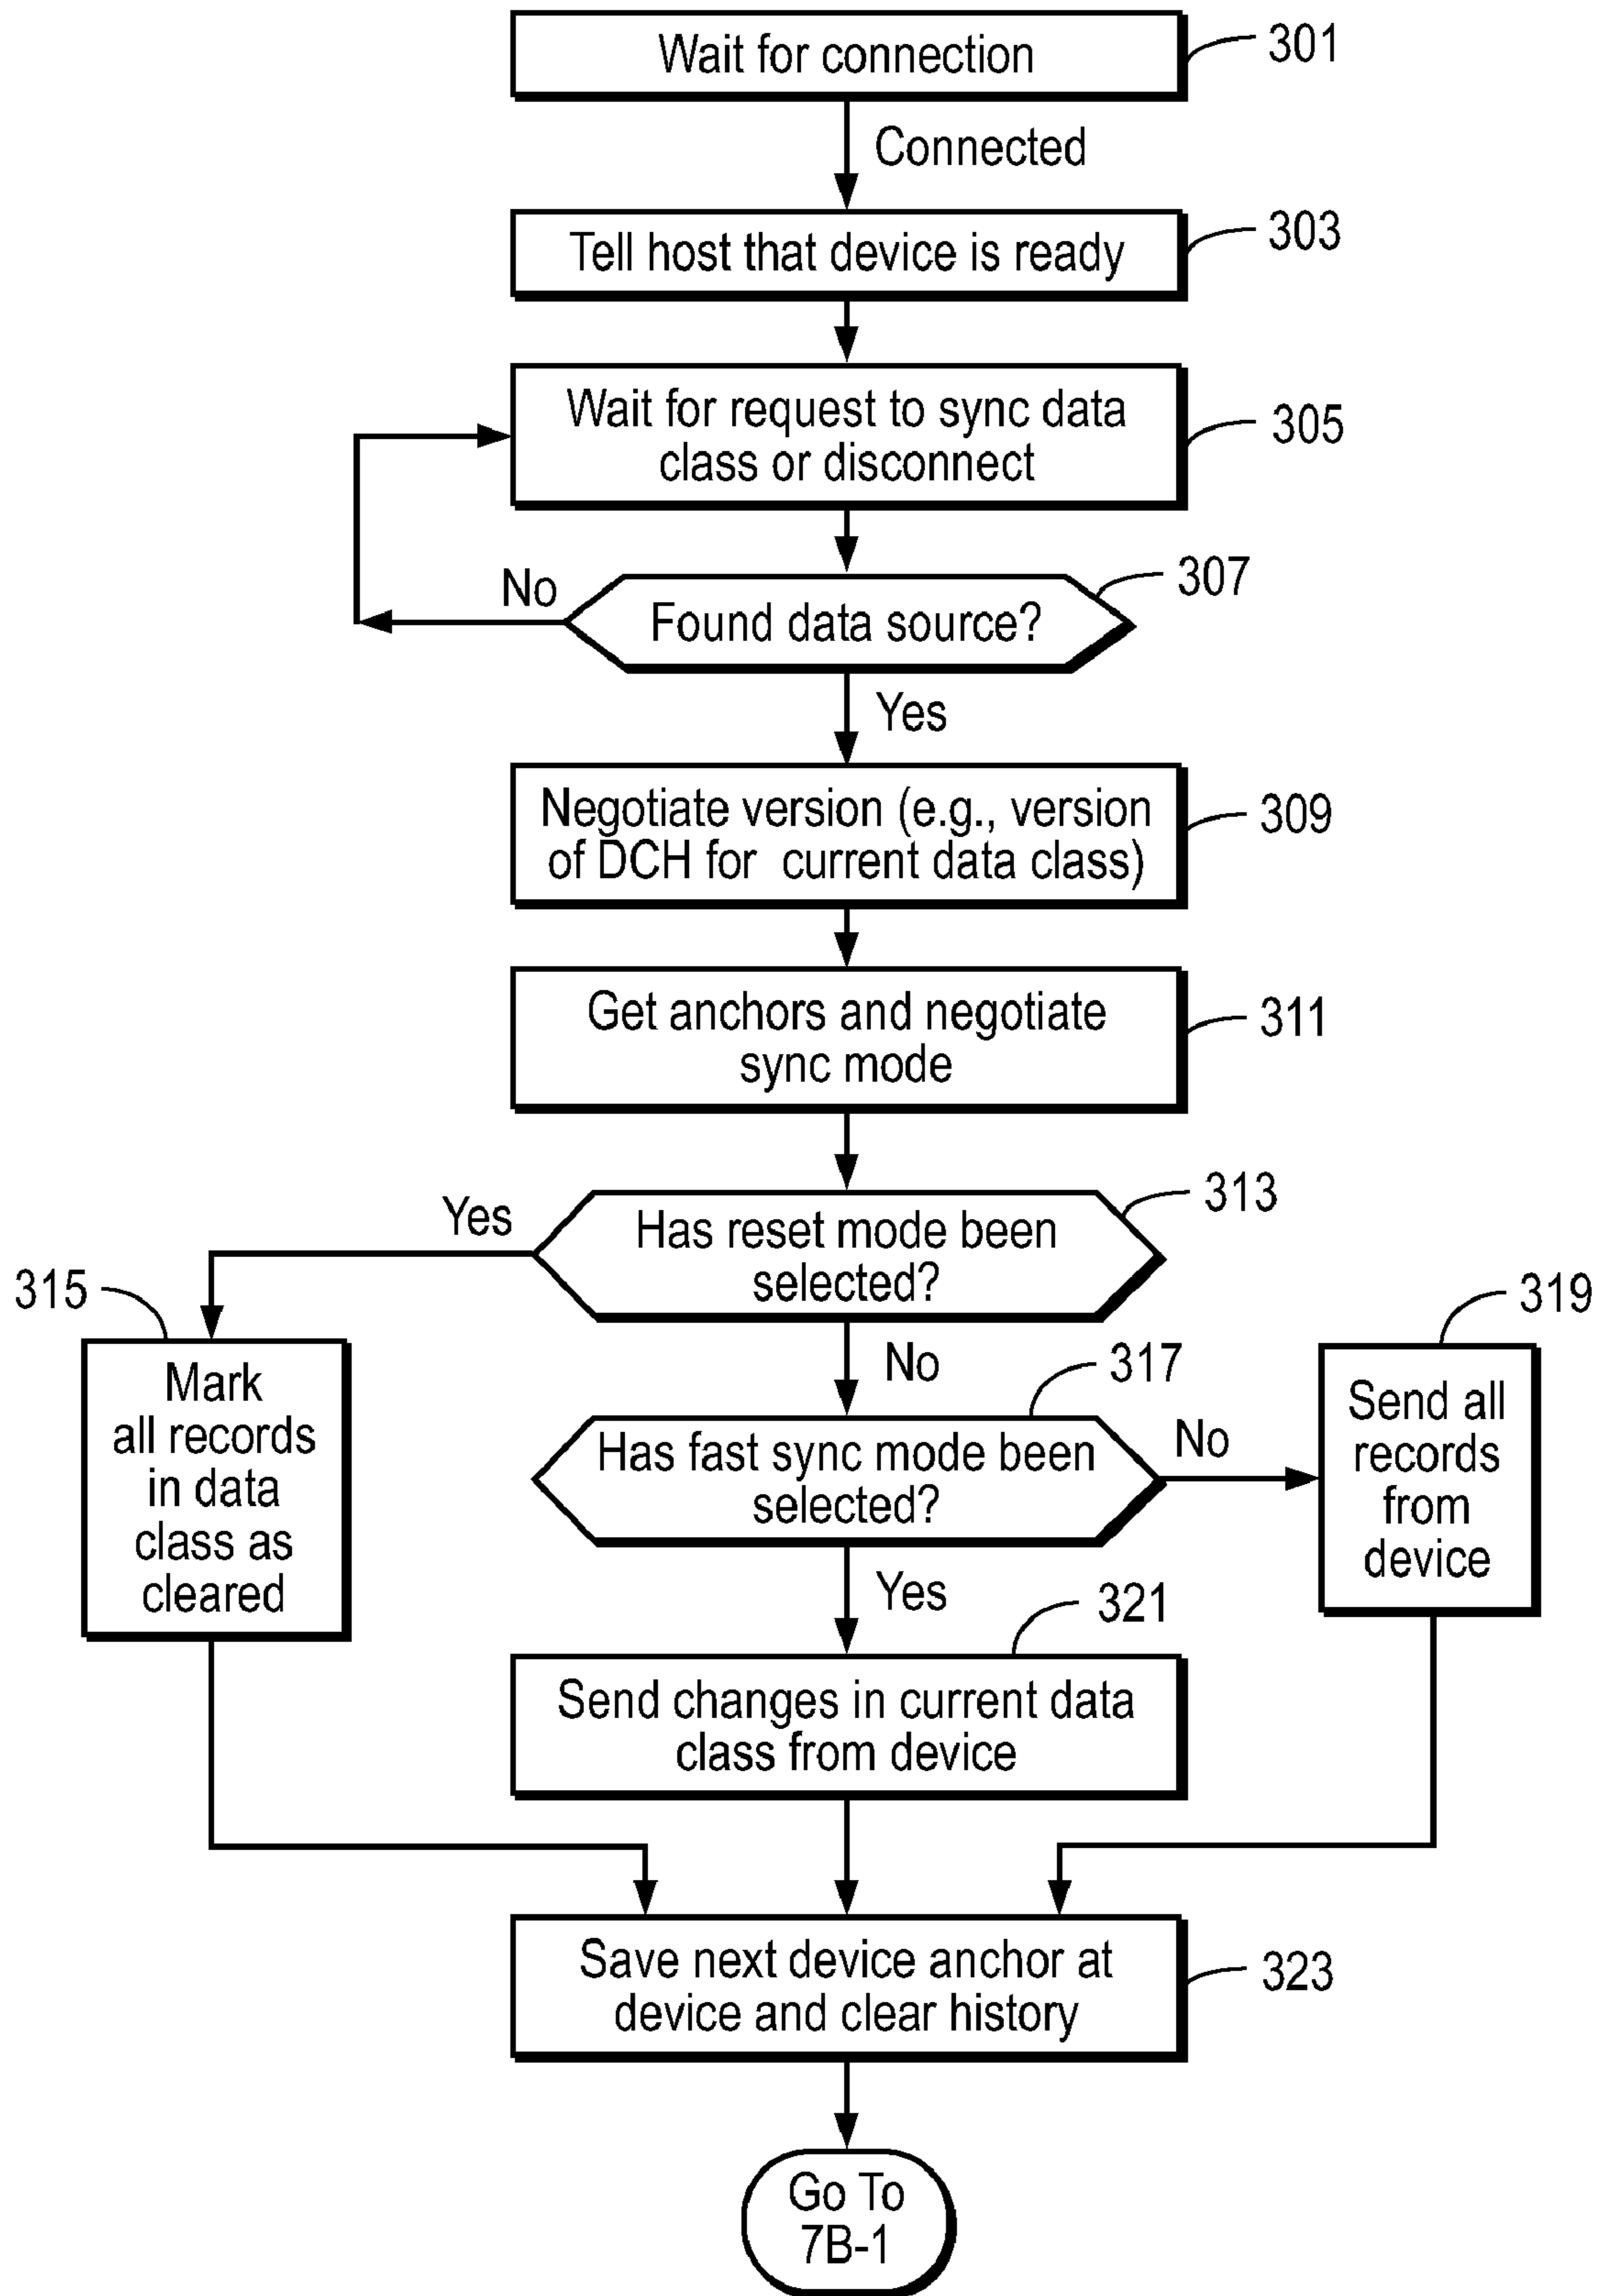 Wait for connection
301
Connected
Tell host that device is ready
303
Wait for request to sync data
class or disconnect
305
No
Found data source?
307
Yes
Negotiate version (e.g., version
of DCH for current data class)
309
Get anchors and negotiate
sync mode
311
Yes
Has reset mode been
selected?
313
315
Mark
all records
in data
class as
cleared
No
317
Has fast sync mode been
selected?
No
319
Send all
records
from
device
Yes
321
Send changes in current data
class from device
Save next device anchor at
device and clear history
323
Go To
7B-1